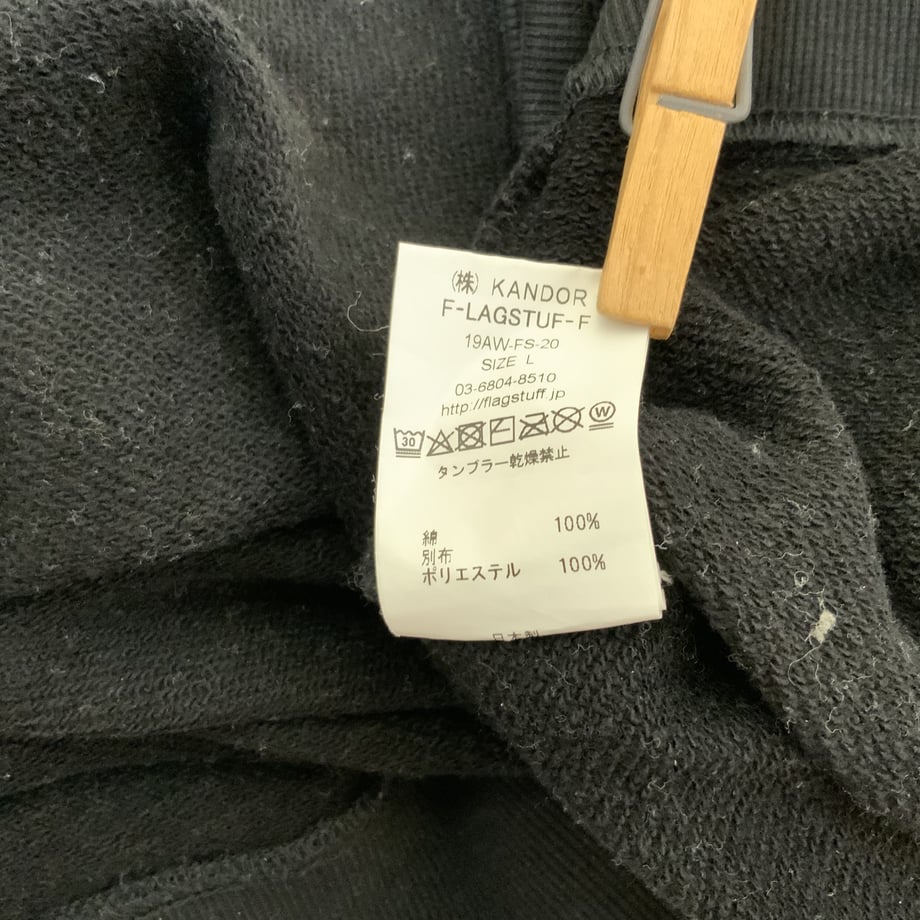 (株) KANDOR
F-LAGSTUF-F
19AW-FS-20
SIZE L
03-6804-8510
http://flagstuff.jp
30 W
タンブラー乾燥禁止
綿 100%
別布
ポリエステル 100%
日本製